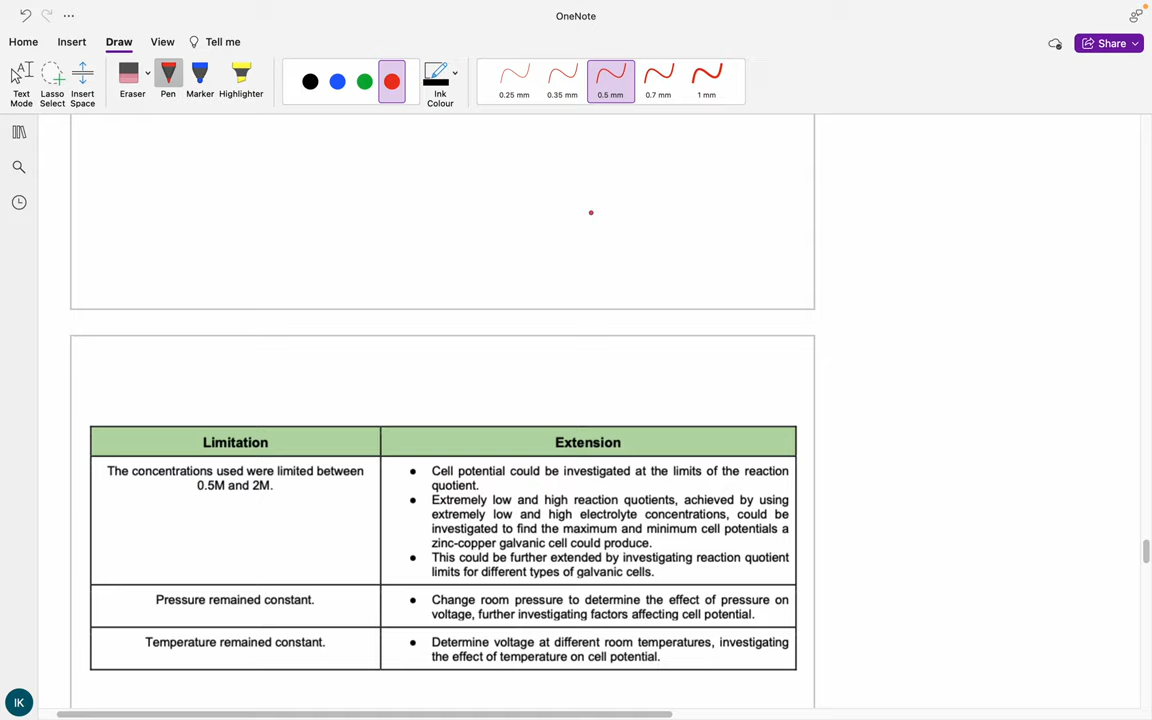 OneNote
Home Insert Draw View Tell me
Share
Text Mode
Lasso Select
Insert Space
Eraser
Pen
Marker
Highlighter
Ink Colour
0.25 mm
0.35 mm
0.5 mm
0.7 mm
1 mm
Limitation
Extension
The concentrations used were limited between
0.5M and 2M.
• Cell potential could be investigated at the limits of the reaction
quotient.
• Extremely low and high reaction quotients, achieved by using
extremely low and high electrolyte concentrations, could be
investigated to find the maximum and minimum cell potentials a
zinc-copper galvanic cell could produce.
• This could be further extended by investigating reaction quotient
limits for different types of galvanic cells.
Pressure remained constant.
• Change room pressure to determine the effect of pressure on
voltage, further investigating factors affecting cell potential.
Temperature remained constant.
• Determine voltage at different room temperatures, investigating
the effect of temperature on cell potential.
IK